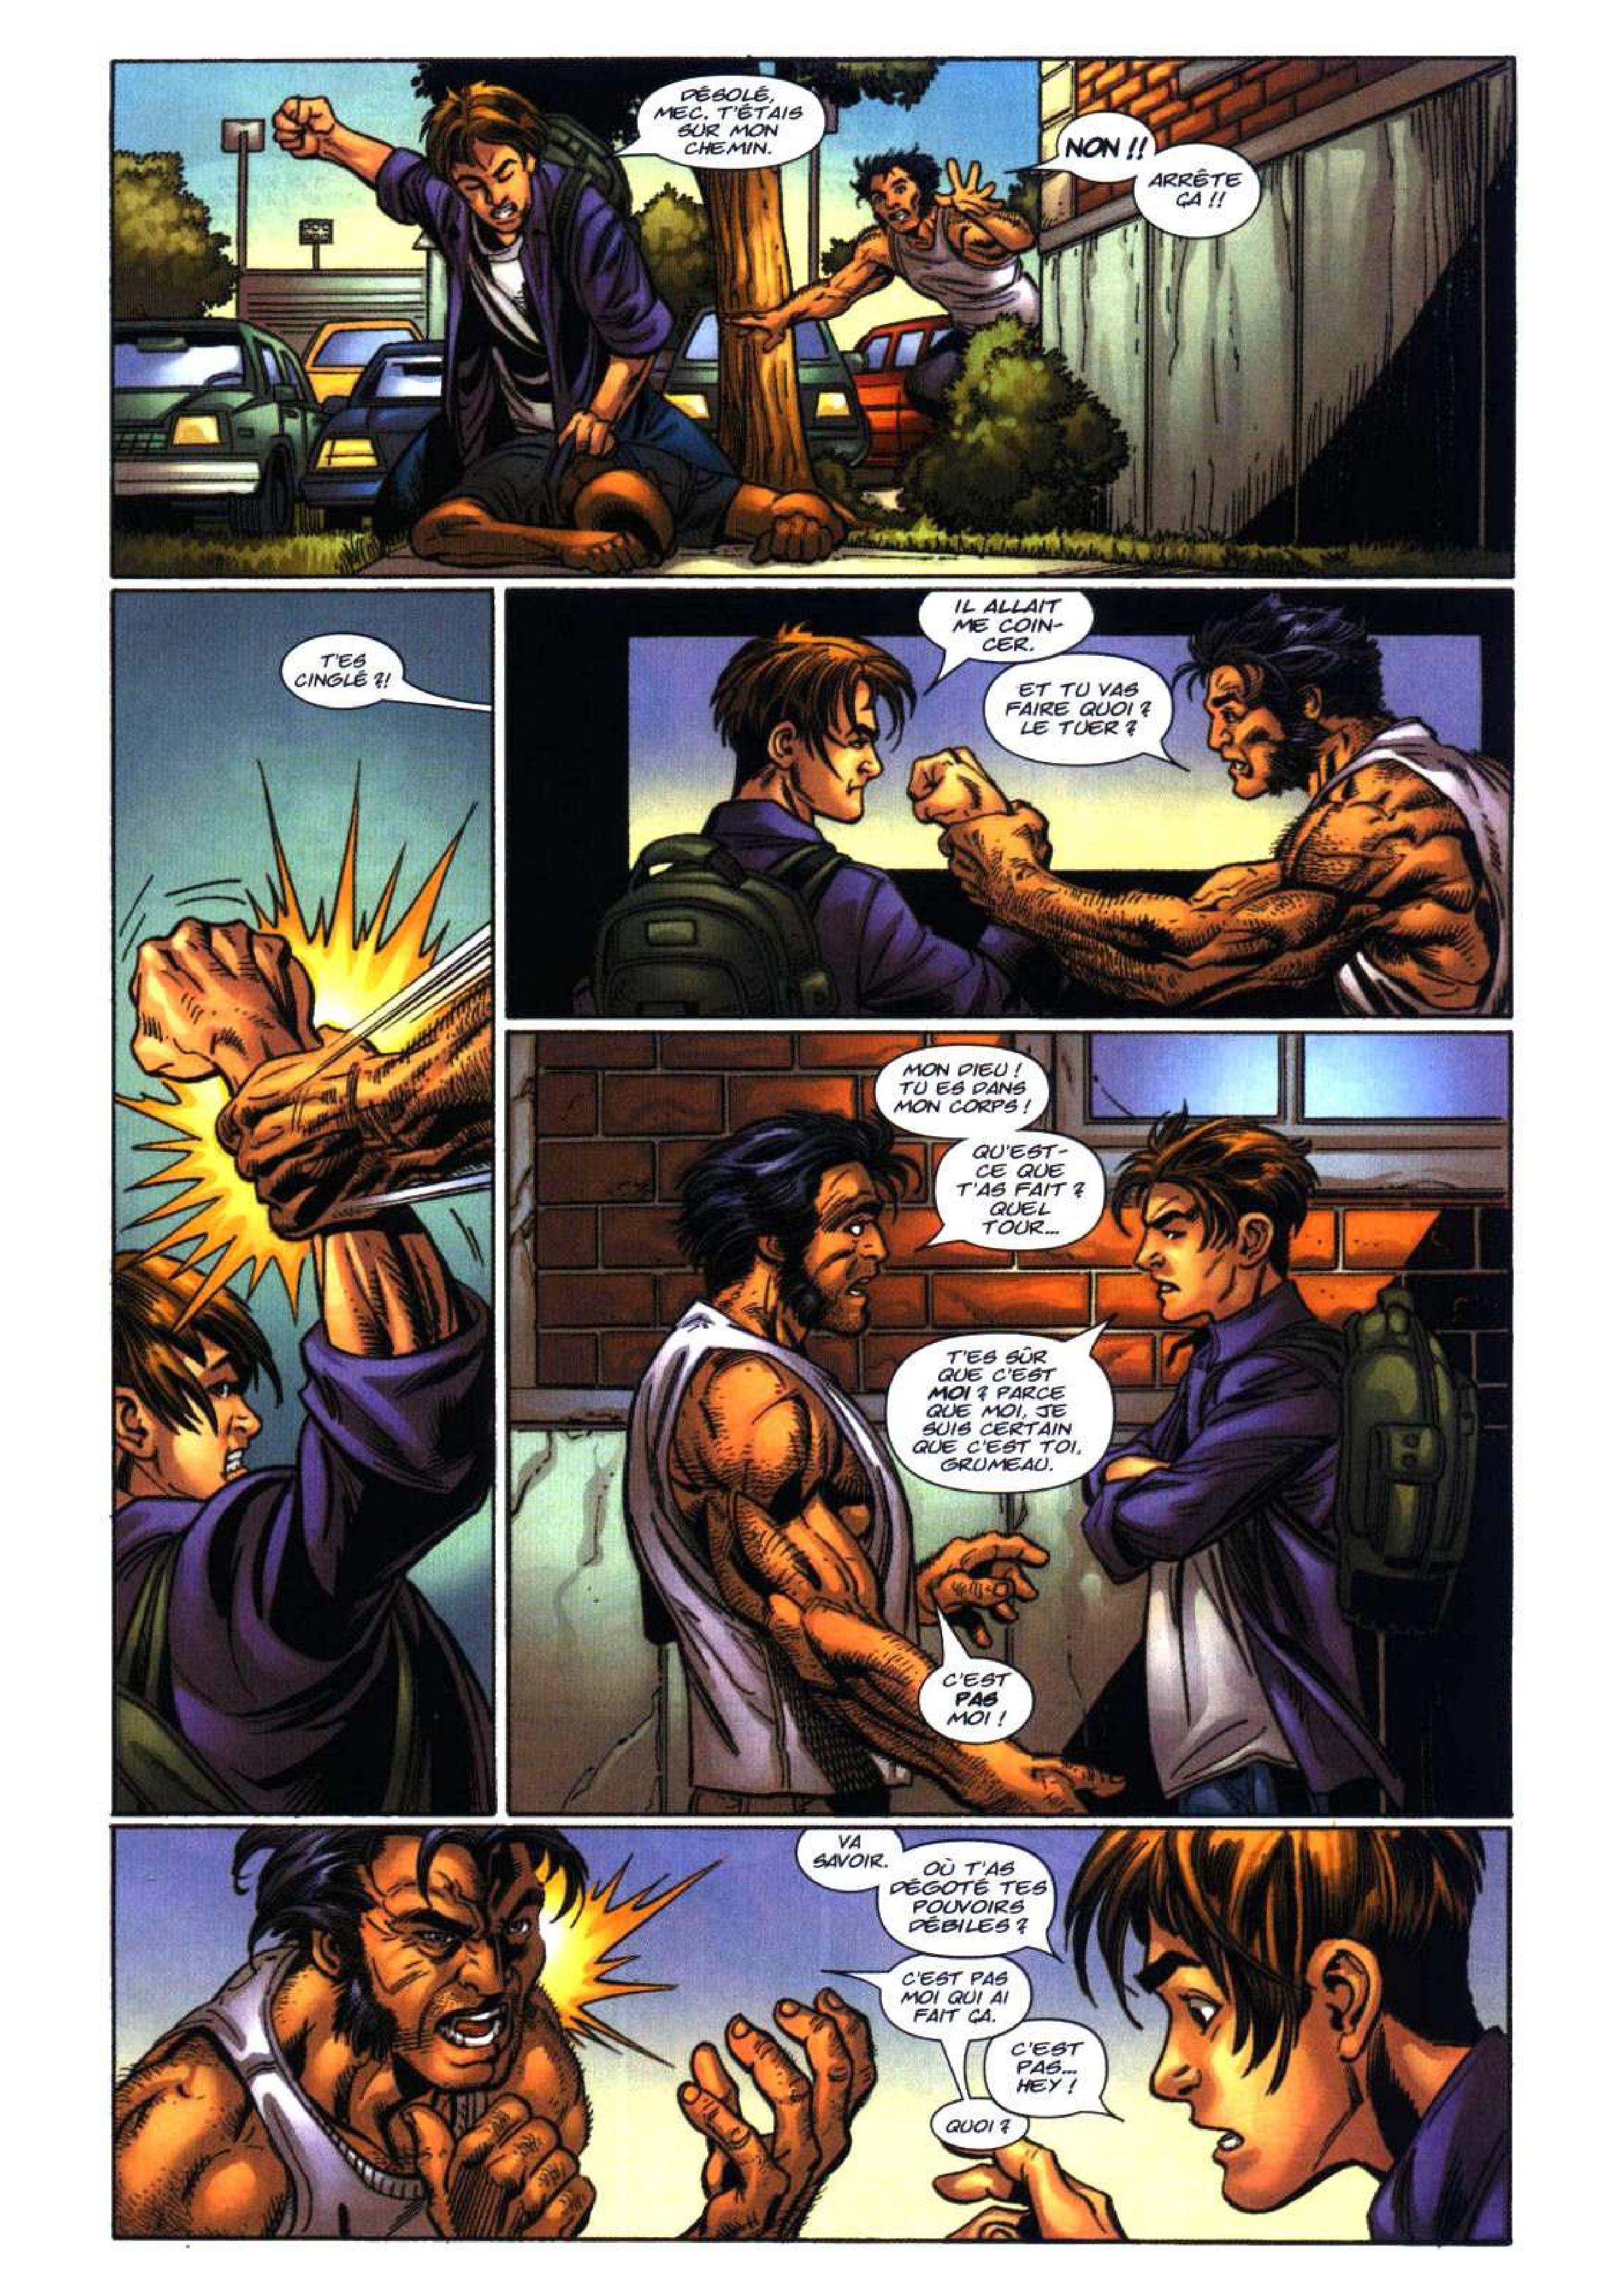 DÉSOLÉ,
MEC. T'ÉTAIS
SUR MON
CHEMIN.
NON !!
ARRÊTE
ÇA !!
T'ES
CINGLÉ ?!
IL ALLAIT
ME COIN-
CER.
ET TU VAS
FAIRE QUOI ?
LE TUER ?
MON DIEU !
TU ES DANS
MON CORPS !
QU'EST-
CE QUE
T'AS FAIT ?
QUEL
TOUR...
T'ES SÛR
QUE C'EST
MOI ? PARCE
QUE MOI, JE
SUIS CERTAIN
QUE C'EST TOI,
GRUMEAU.
C'EST
PAS
MOI !
VA
SAVOIR.
OÙ T'AS
DÉGOTÉ TES
POUVOIRS
DÉBILES ?
C'EST PAS
MOI QUI AI
FAIT ÇA.
C'EST
PAS...
HEY !
QUOI ?